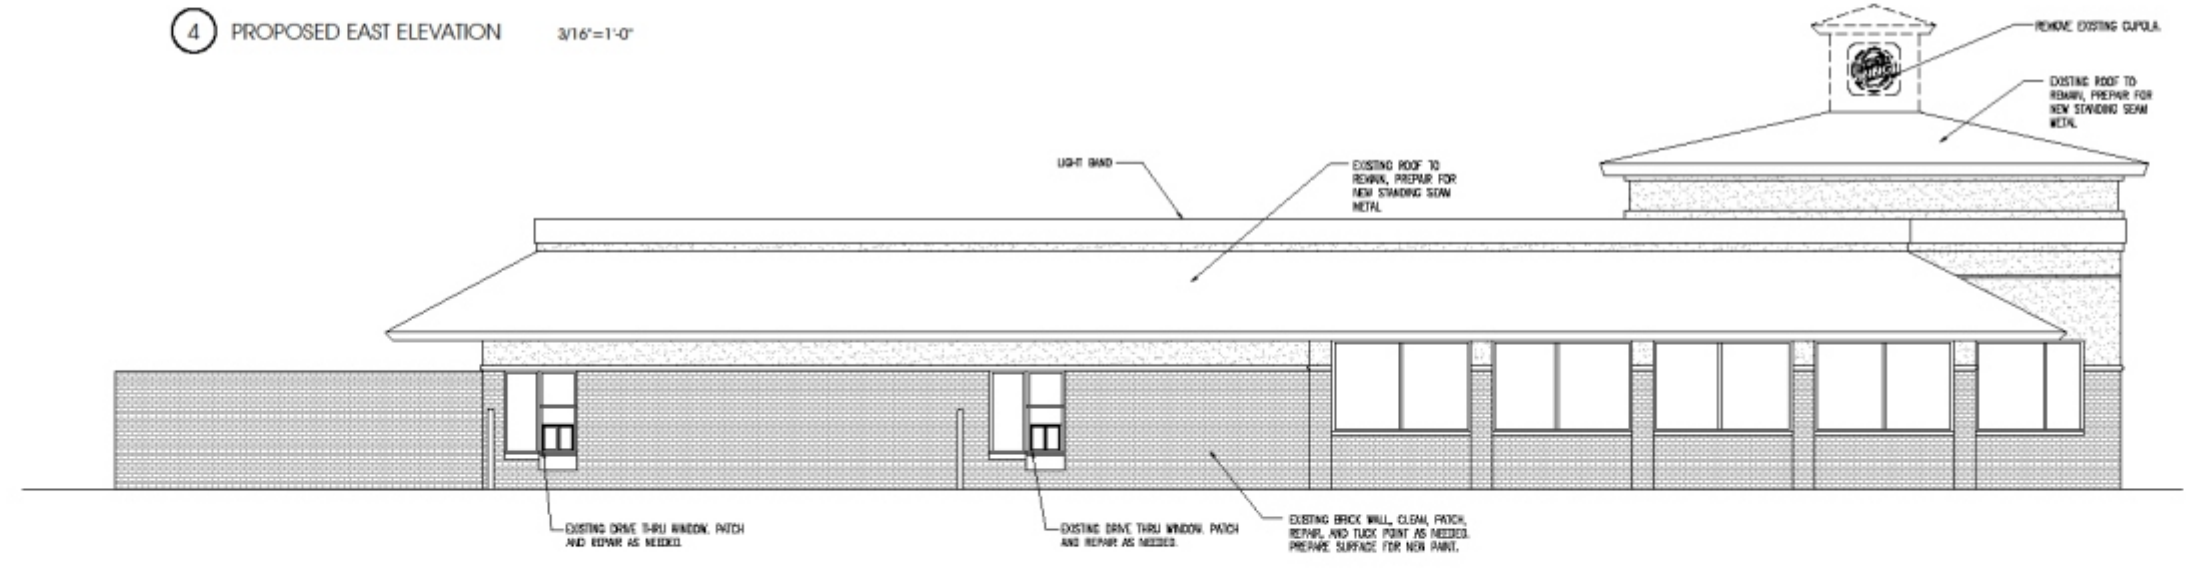 4 PROPOSED EAST ELEVATION 3/16"=1'-0"
REMOVE EXISTING CUPOLA.
EXISTING ROOF TO
REMAIN, PREPAIR FOR
NEW STANDING SEAM
METAL
LIGHT BAND
EXISTING ROOF TO
REMAIN, PREPAIR FOR
NEW STANDING SEAM
METAL
EXISTING DRIVE THRU WINDOW. PATCH
AND REPAIR AS NEEDED.
EXISTING DRIVE THRU WINDOW. PATCH
AND REPAIR AS NEEDED.
EXISTING BRICK WALL, CLEAN, PATCH,
REPAIR, AND TUCK POINT AS NEEDED.
PREPARE SURFACE FOR NEW PAINT.